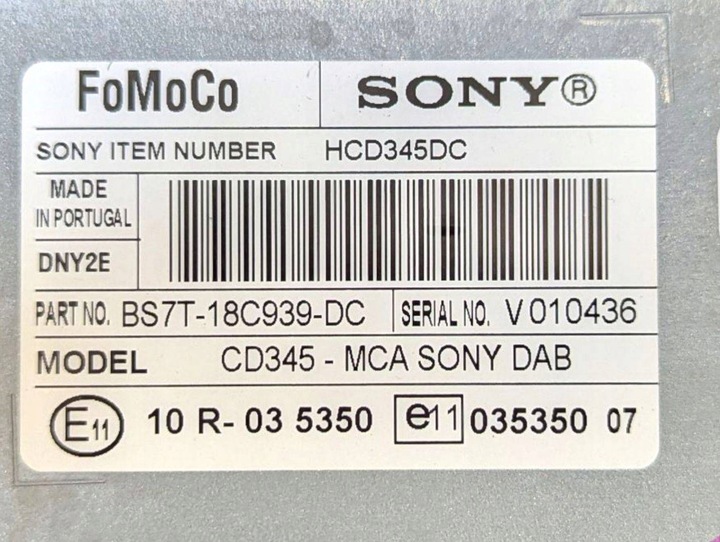 FoMoCo SONY®
SONY ITEM NUMBER HCD345DC
MADE
IN PORTUGAL
DNY2E
PART NO. BS7T-18C939-DC SERIAL NO. V010436
MODEL CD345 - MCA SONY DAB
E11 10 R- 03 5350 e11 035350 07